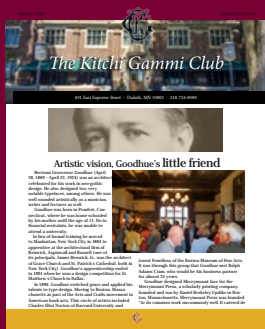 The Kitchi Gammi Club
831 East Superior Street · Duluth, MN 55802 · 218-724-8589
Artistic vision, Goodhue's little friend
Bertram Grosvenor Goodhue (April
28, 1869 – April 23, 1924) was an architect
celebrated for his work in neo-gothic
design. He also designed two very
notable typefaces, among others. He was
well rounded artistically as a musician,
writer and letterer as well.
Goodhue was born in Pomfret, Con-
necticut, where he was home schooled
by his mother until the age of 11. Due to
financial restraints, he was unable to
attend a university.
In lieu of formal training he moved
to Manhattan, New York City in 1884 to
apprentice at the architectural firm of
Renwick, Aspinwall and Russell (one of
its principals, James Renwick, Jr., was the architect
of Grace Church and St. Patrick's Cathedral, both in
New York City). Goodhue's apprenticeship ended
in 1891 when he won a design competition for St.
Matthew's Church in Dallas.
In 1891, Goodhue switched gears and applied his
talents to type design. Moving to Boston, Massa-
chusetts as part of the Arts and Crafts movement in
American book arts. This circle of artists included
Charles Eliot Norton of Harvard University and
Ernest Fenollosa of the Boston Museum of Fine Arts.
It was through this group that Goodhue met Ralph
Adams Cram, who would be his business partner
for almost 25 years.
Goodhue designed Merrymount face for the
Merrymount Press, a scholarly printing company,
founded and run by Daniel Berkeley Updike in Bos-
ton, Massachusetts. Merrymount Press was founded
"to do common work uncommonly well. It catered do